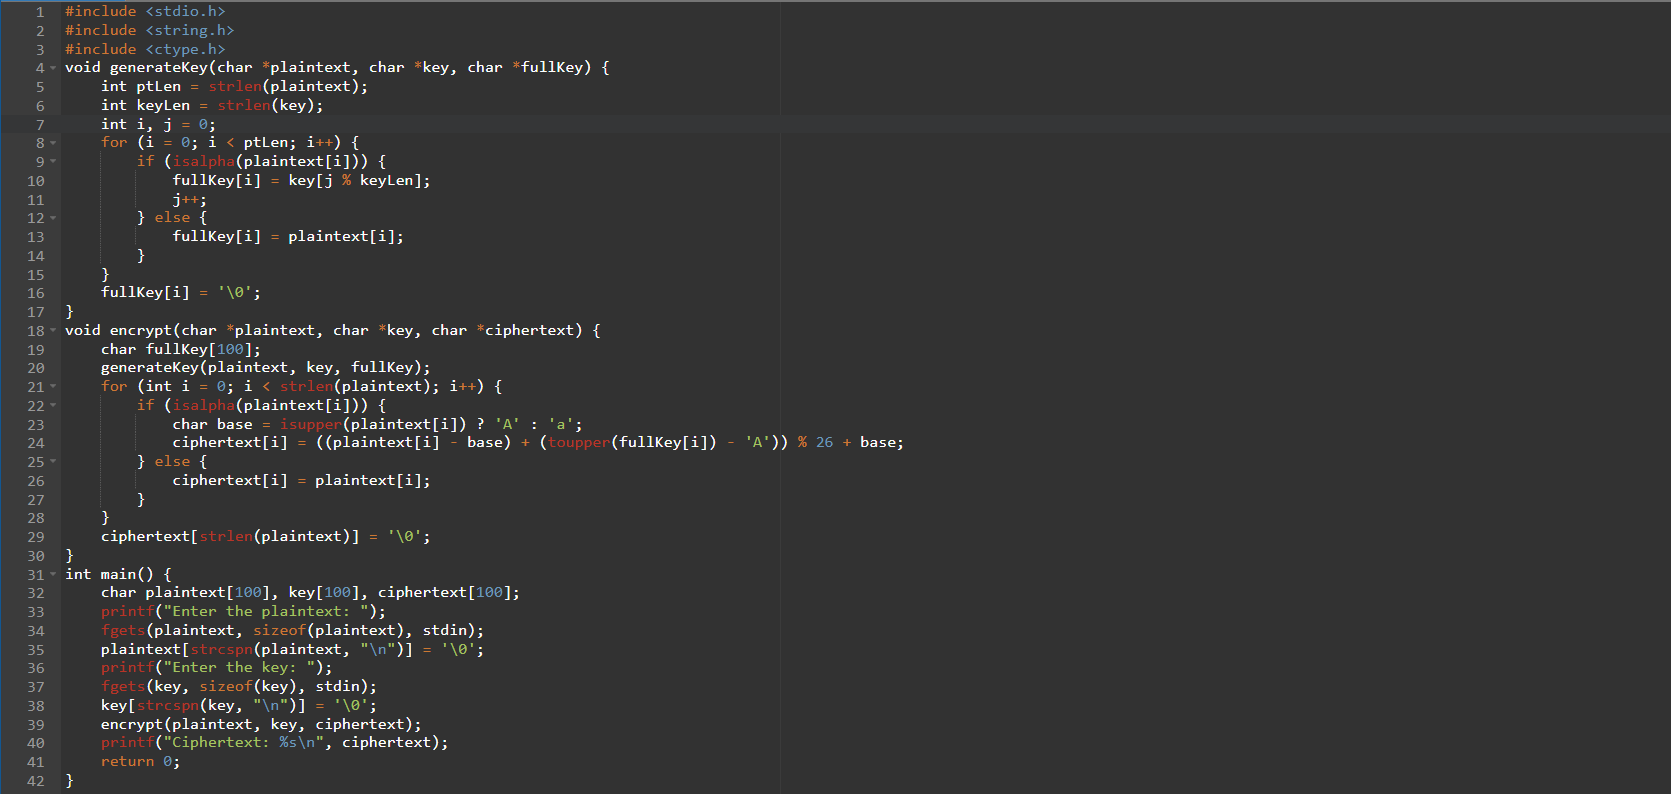 1 #include <stdio.h>
2 #include <string.h>
3 #include <ctype.h>
4 void generateKey(char *plaintext, char *key, char *fullKey) {
5     int ptLen = strlen(plaintext);
6     int keyLen = strlen(key);
7     int i, j = 0;
8     for (i = 0; i < ptLen; i++) {
9         if (isalpha(plaintext[i])) {
10             fullKey[i] = key[j % keyLen];
11             j++;
12         } else {
13             fullKey[i] = plaintext[i];
14         }
15     }
16     fullKey[i] = '\0';
17 }
18 void encrypt(char *plaintext, char *key, char *ciphertext) {
19     char fullKey[100];
20     generateKey(plaintext, key, fullKey);
21     for (int i = 0; i < strlen(plaintext); i++) {
22         if (isalpha(plaintext[i])) {
23             char base = isupper(plaintext[i]) ? 'A' : 'a';
24             ciphertext[i] = ((plaintext[i] - base) + (toupper(fullKey[i]) - 'A')) % 26 + base;
25         } else {
26             ciphertext[i] = plaintext[i];
27         }
28     }
29     ciphertext[strlen(plaintext)] = '\0';
30 }
31 int main() {
32     char plaintext[100], key[100], ciphertext[100];
33     printf("Enter the plaintext: ");
34     fgets(plaintext, sizeof(plaintext), stdin);
35     plaintext[strcspn(plaintext, "\n")] = '\0';
36     printf("Enter the key: ");
37     fgets(key, sizeof(key), stdin);
38     key[strcspn(key, "\n")] = '\0';
39     encrypt(plaintext, key, ciphertext);
40     printf("Ciphertext: %s\n", ciphertext);
41     return 0;
42 }